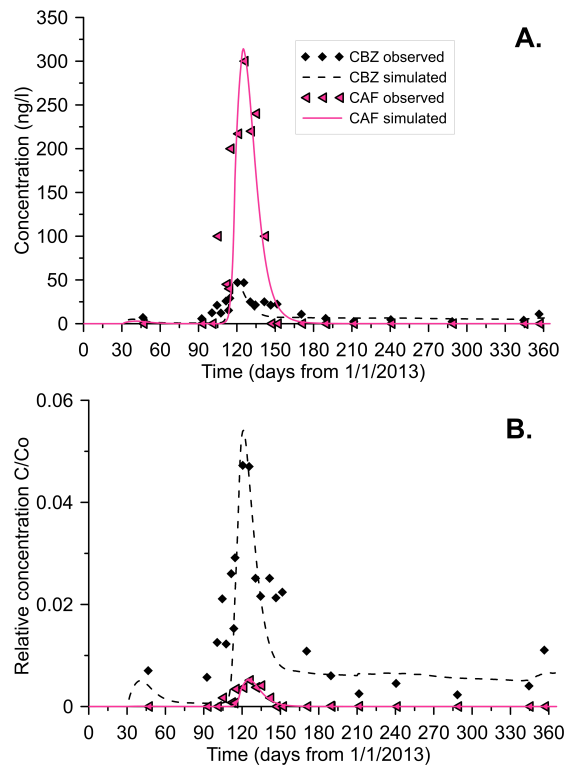 350
A.
CBZ observed
CBZ simulated
CAF observed
CAF simulated
300
250
200
150
100
50
0
Concentration (ng/l)
0 30 60 90 120 150 180 210 240 270 300 330 360
Time (days from 1/1/2013)
0.06
B.
0.04
0.02
0
Relative concentration C/Co
0 30 60 90 120 150 180 210 240 270 300 330 360
Time (days from 1/1/2013)